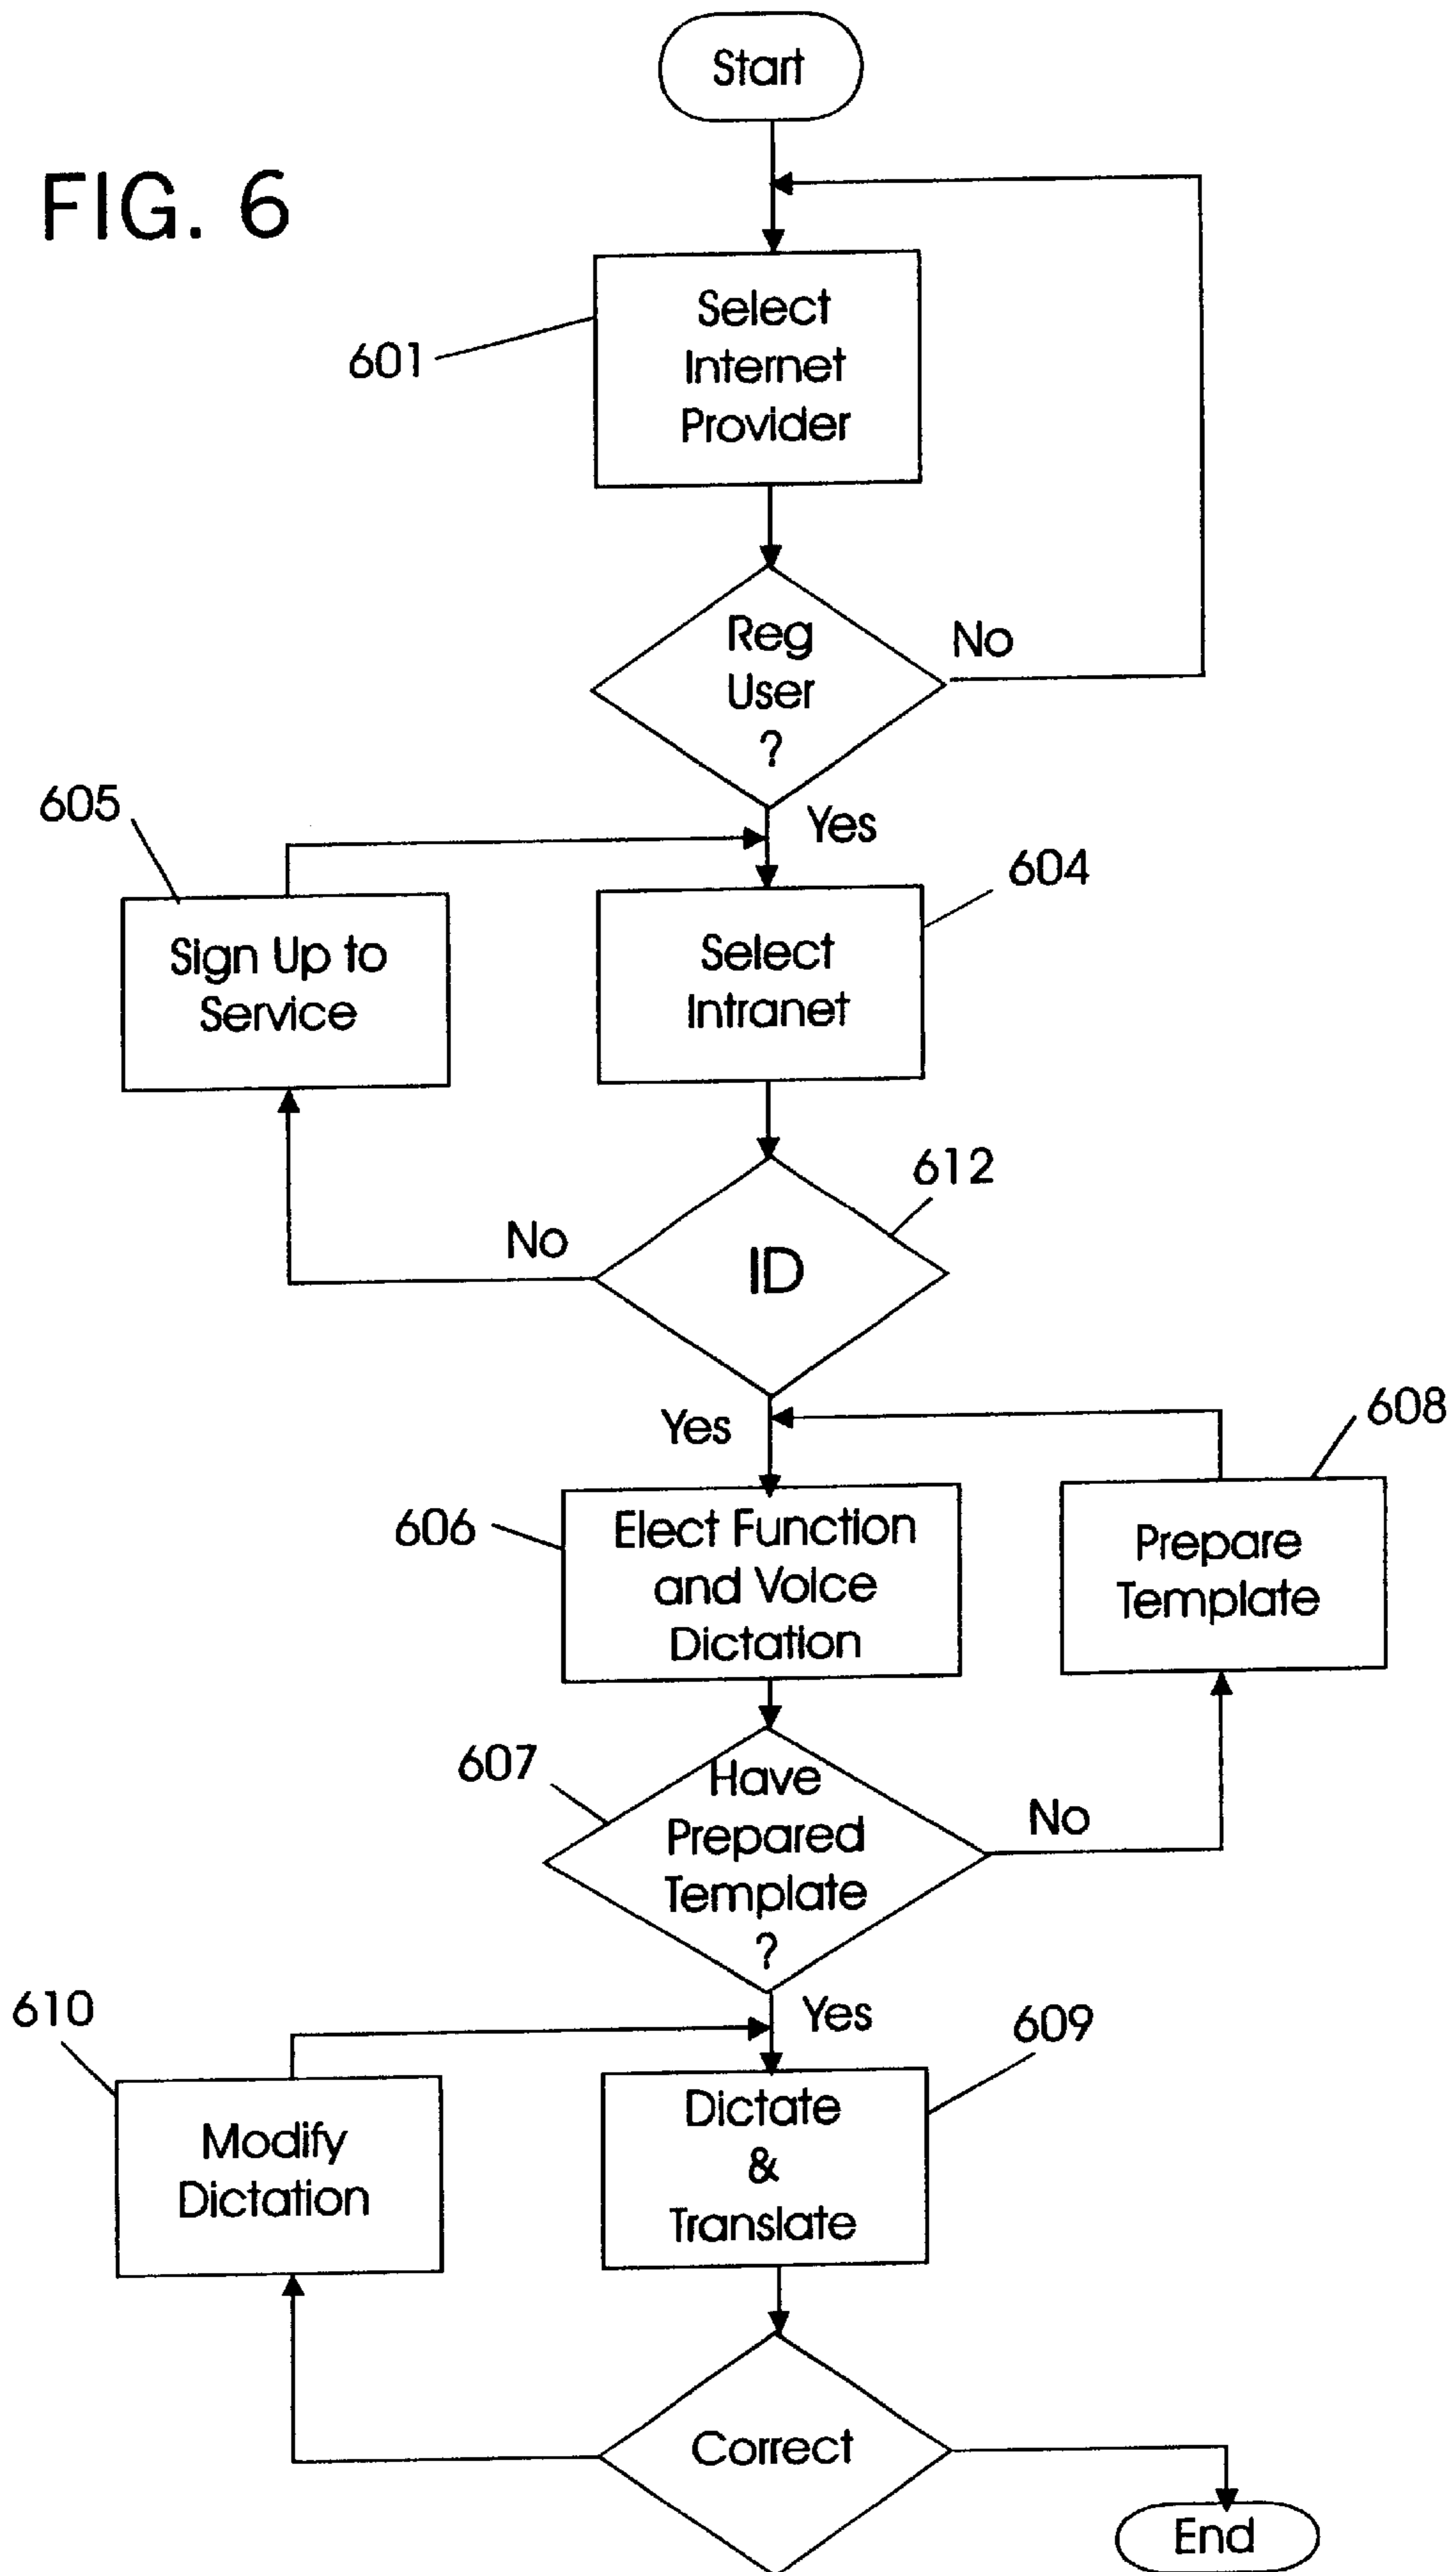 Start
FIG. 6
601
Select
Internet
Provider
Reg
User
?
No
Yes
605
604
Sign Up to
Service
Select
Intranet
612
No
ID
Yes
608
606
Elect Function
and Voice
Dictation
Prepare
Template
607
Have
Prepared
Template
?
No
Yes
610
609
Modify
Dictation
Dictate
&
Translate
Correct
End